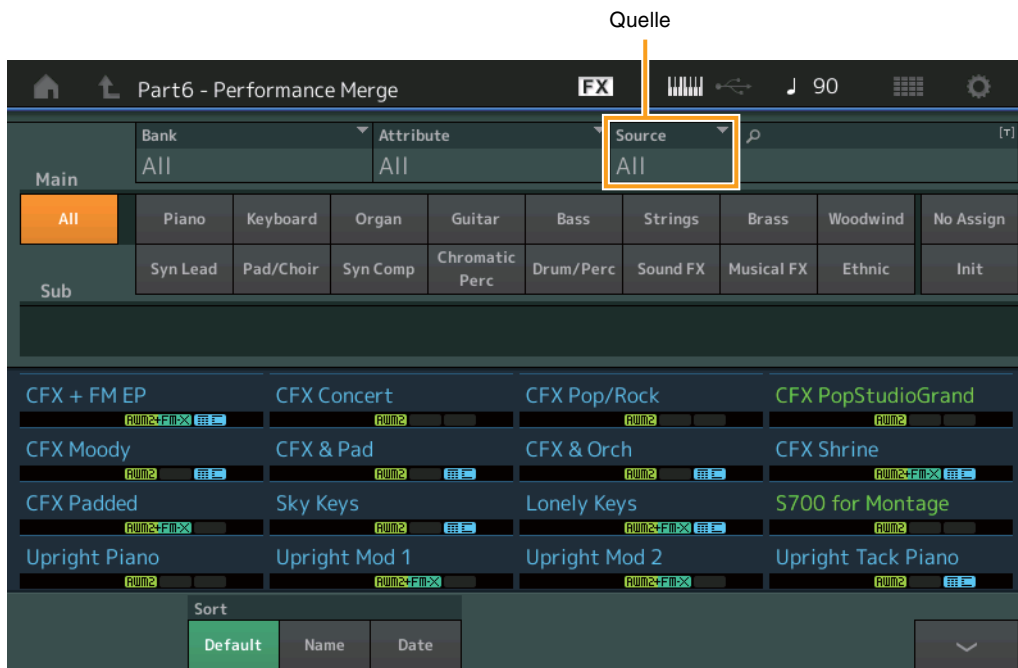 Quelle
Part6 - Performance Merge FX 90
Bank Attribute Source [T]
Main All All All
All Piano Keyboard Organ Guitar Bass Strings Brass Woodwind No Assign
Sub Syn Lead Pad/Choir Syn Comp Chromatic Perc Drum/Perc Sound FX Musical FX Ethnic Init
CFX + FM EP CFX Concert CFX Pop/Rock CFX PopStudioGrand
AWM2+FM-X AWM2 AWM2 AWM2
CFX Moody CFX & Pad CFX & Orch CFX Shrine
AWM2 AWM2 AWM2 AWM2+FM-X
CFX Padded Sky Keys Lonely Keys S700 for Montage
AWM2+FM-X AWM2 AWM2+FM-X AWM2
Upright Piano Upright Mod 1 Upright Mod 2 Upright Tack Piano
AWM2 AWM2+FM-X AWM2+FM-X AWM2
Sort
Default Name Date